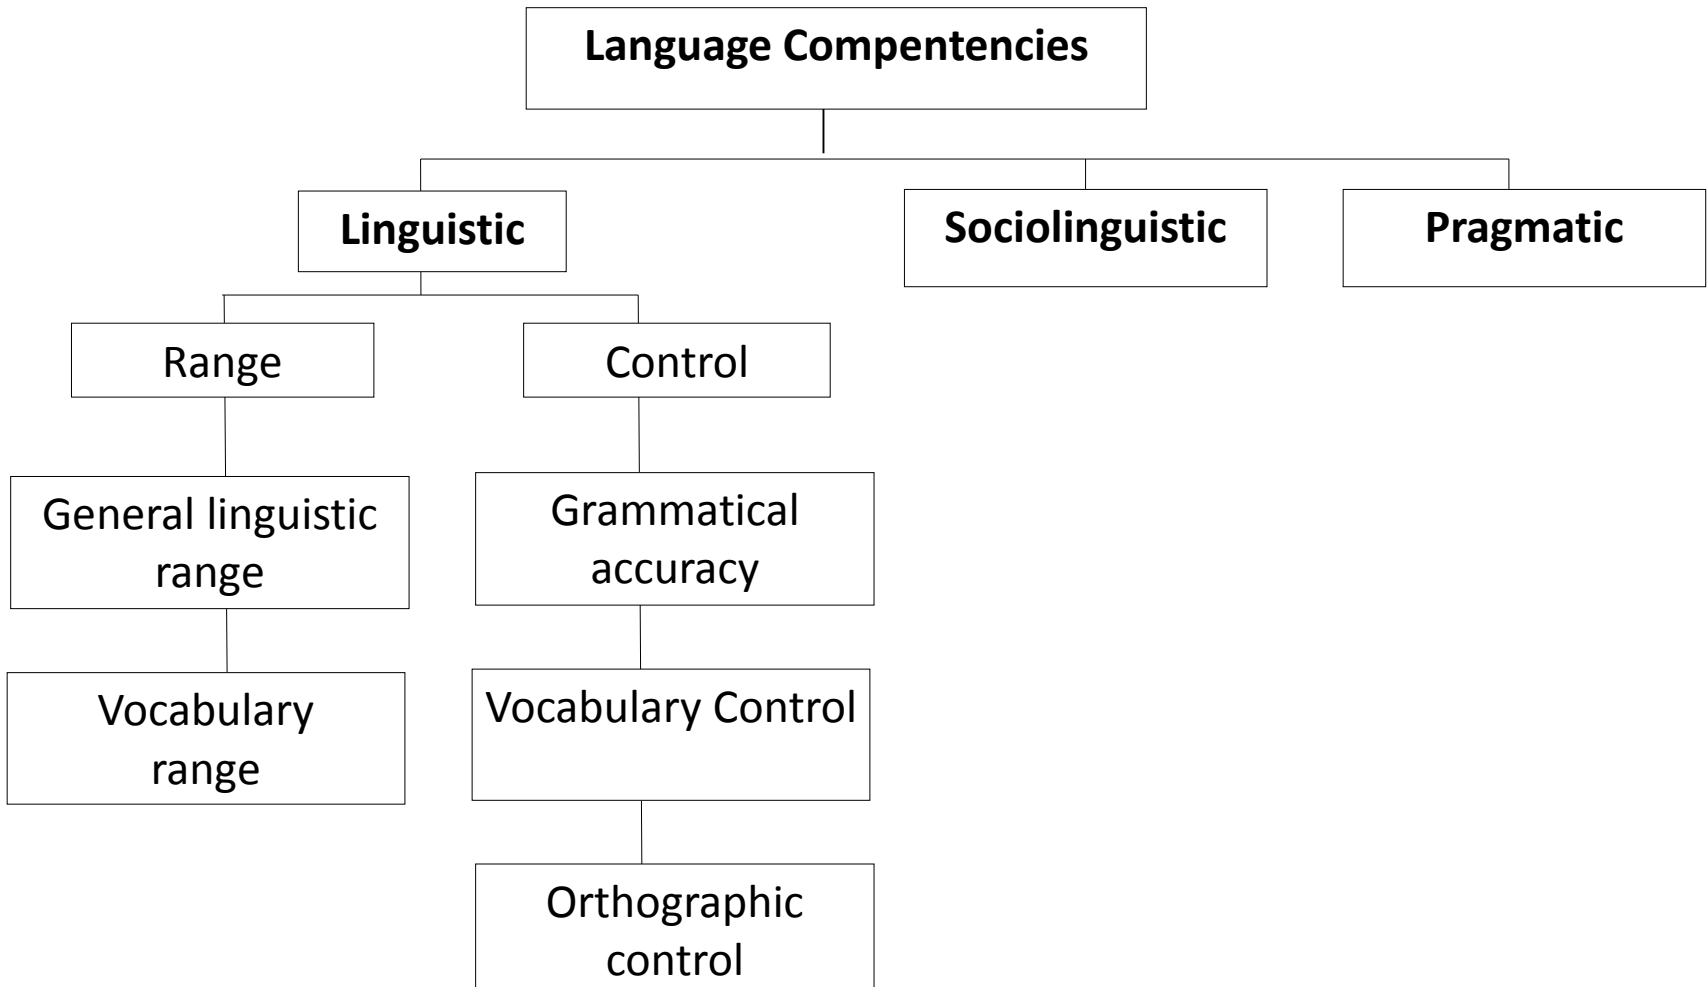 Language Compentencies
Linguistic
Sociolinguistic
Pragmatic
Range
Control
General linguistic
range
Grammatical
accuracy
Vocabulary
range
Vocabulary Control
Orthographic
control